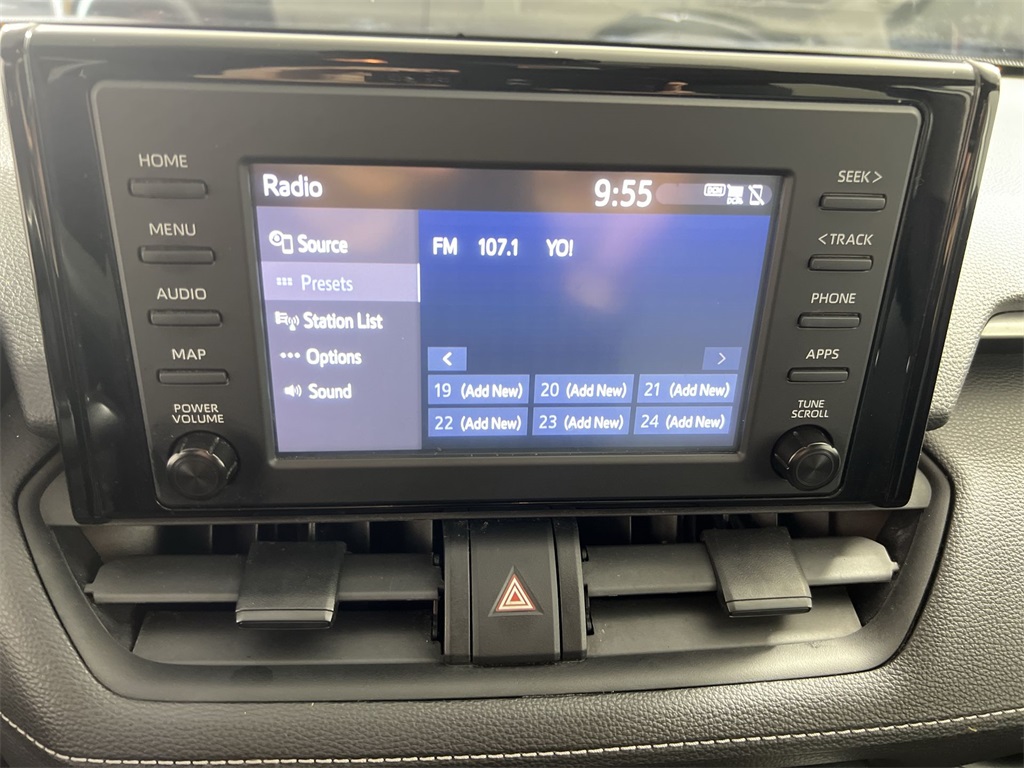 HOME
MENU
AUDIO
MAP
POWER
VOLUME
Radio
9:55
DCM
DCM
Source
Presets
Station List
Options
Sound
FM 107.1 YO!
<
>
19 (Add New) 20 (Add New) 21 (Add New)
22 (Add New) 23 (Add New) 24 (Add New)
SEEK >
< TRACK
PHONE
APPS
TUNE
SCROLL